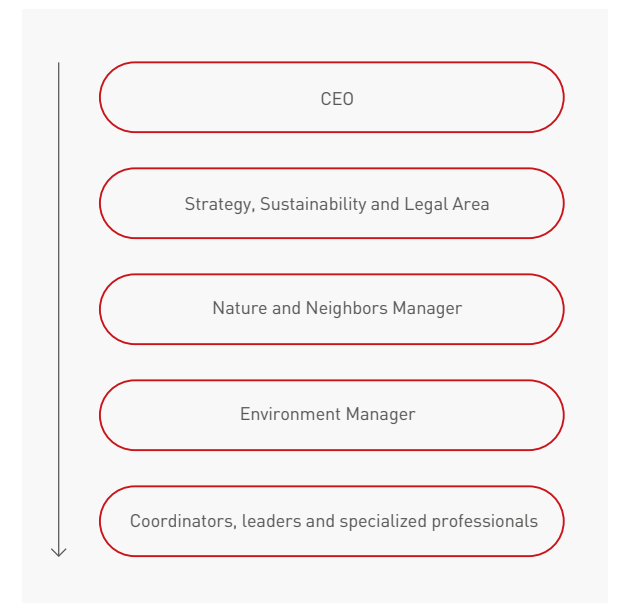 CEO
Strategy, Sustainability and Legal Area
Nature and Neighbors Manager
Environment Manager
Coordinators, leaders and specialized professionals